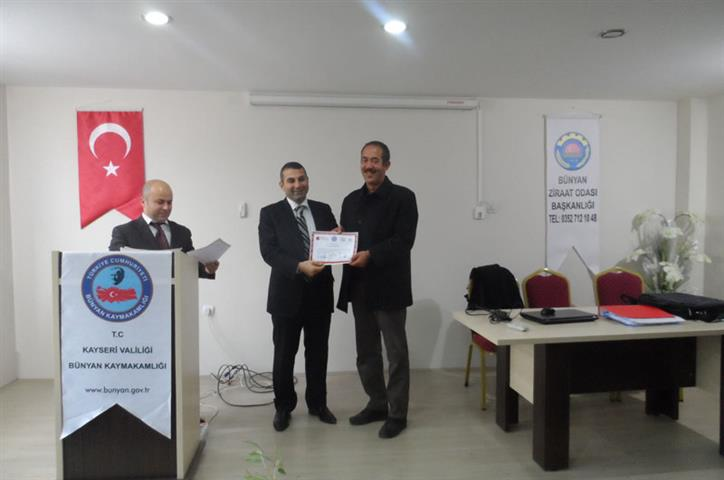 TÜRKİYE CUMHURİYETİ
BÜNYAN KAYMAKAMLIĞI
T.C
KAYSERİ VALİLİĞİ
BÜNYAN KAYMAKAMLIĞI
www.bunyan.gov.tr
BÜNYAN
ZİRAAT ODASI
BAŞKANLIĞI
TEL: 0352 712 10 48